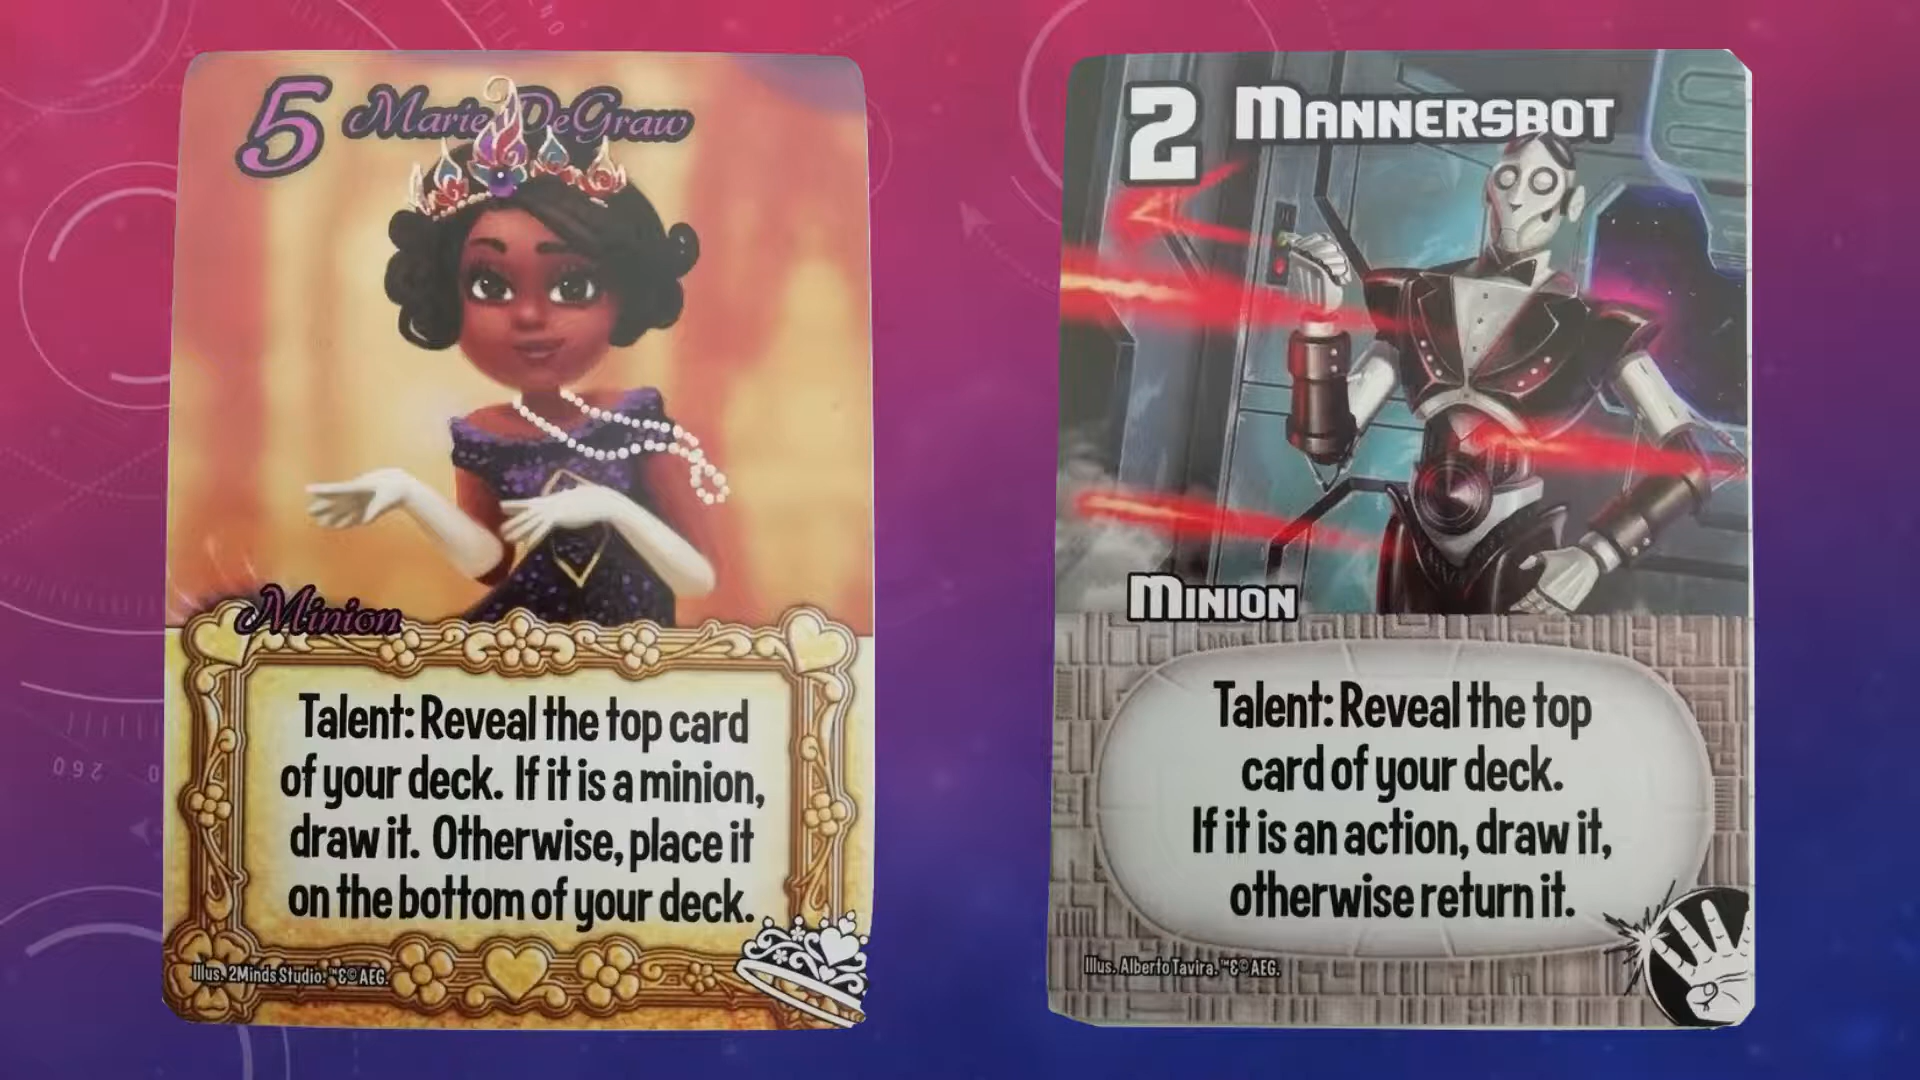 5 Marie DeGraw
Minion
Talent: Reveal the top card
of your deck. If it is a minion,
draw it. Otherwise, place it
on the bottom of your deck.
Illus. 2Minds Studio. ™&© AEG.
2 MANNERSBOT
MINION
Talent: Reveal the top
card of your deck.
If it is an action, draw it,
otherwise return it.
Illus. Alberto Tavira. ™&© AEG.
260